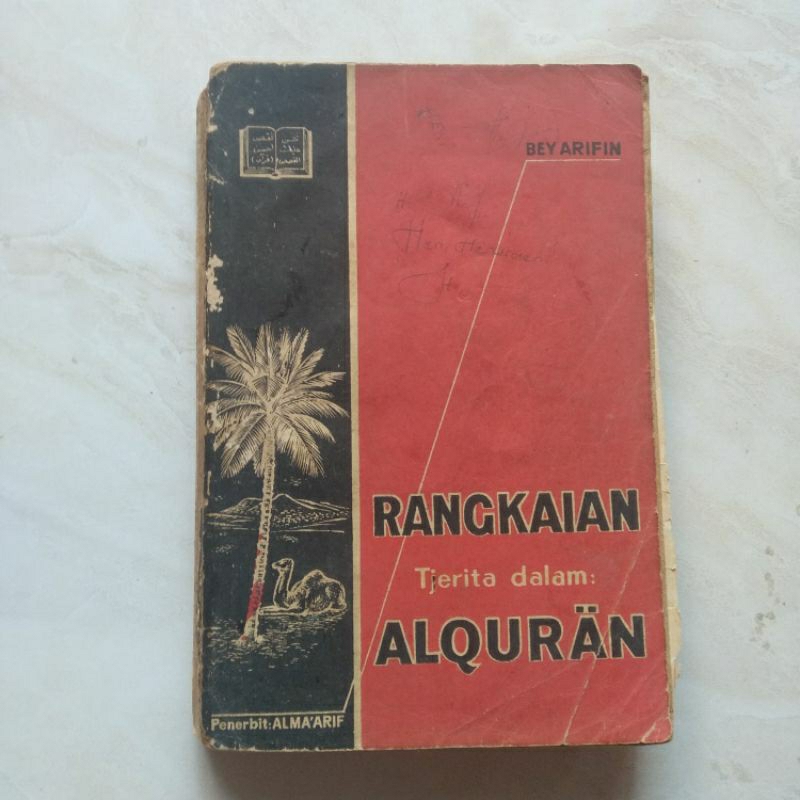 BEY ARIFIN
RANGKAIAN
Tjerita dalam:
ALQURÄN
Penerbit: ALMA'ARIF